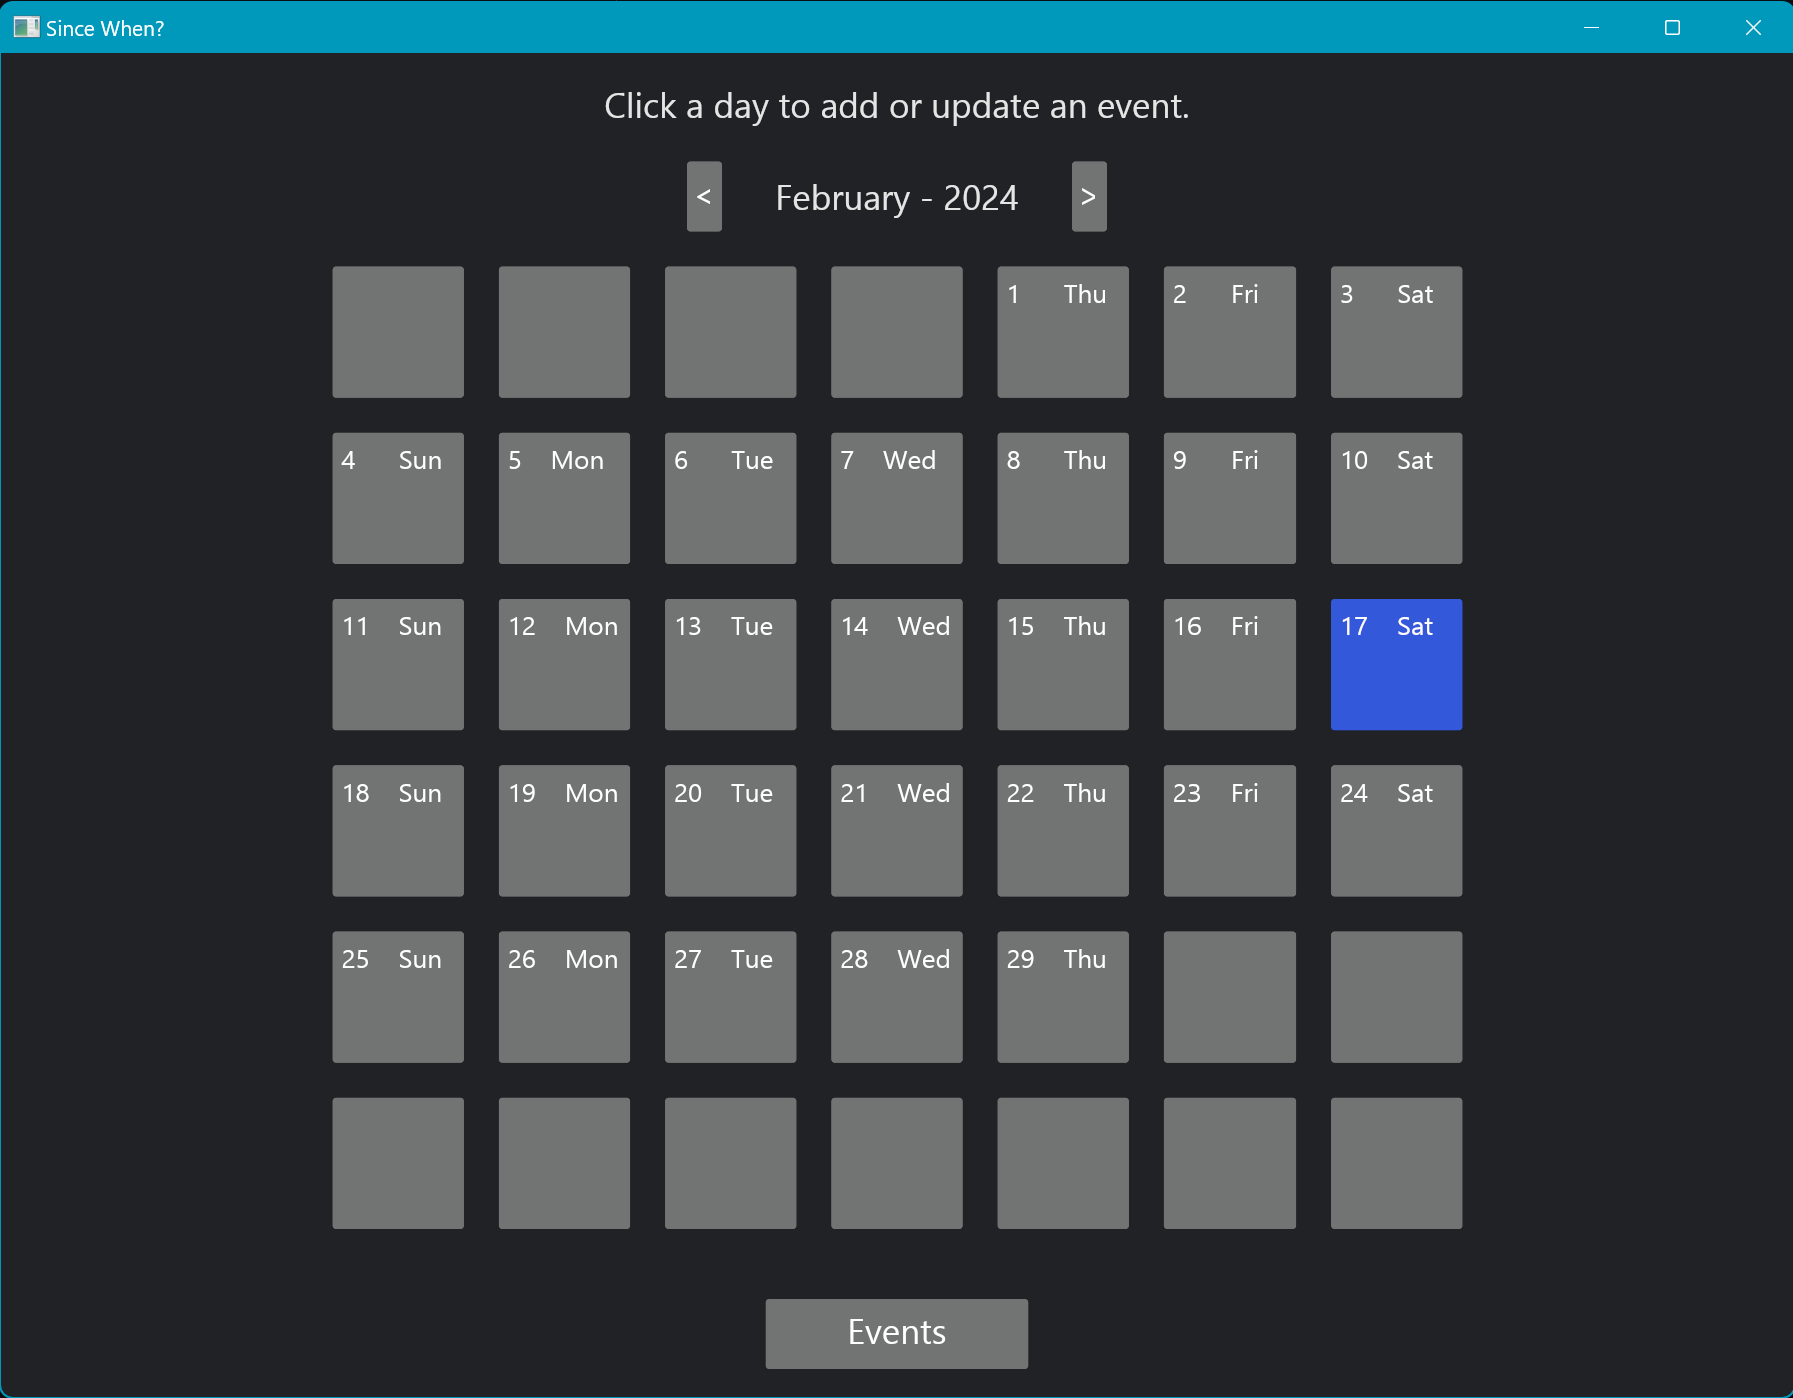 Since When?
Click a day to add or update an event.
< February - 2024 >
1 Thu 2 Fri 3 Sat
4 Sun 5 Mon 6 Tue 7 Wed 8 Thu 9 Fri 10 Sat
11 Sun 12 Mon 13 Tue 14 Wed 15 Thu 16 Fri 17 Sat
18 Sun 19 Mon 20 Tue 21 Wed 22 Thu 23 Fri 24 Sat
25 Sun 26 Mon 27 Tue 28 Wed 29 Thu
Events